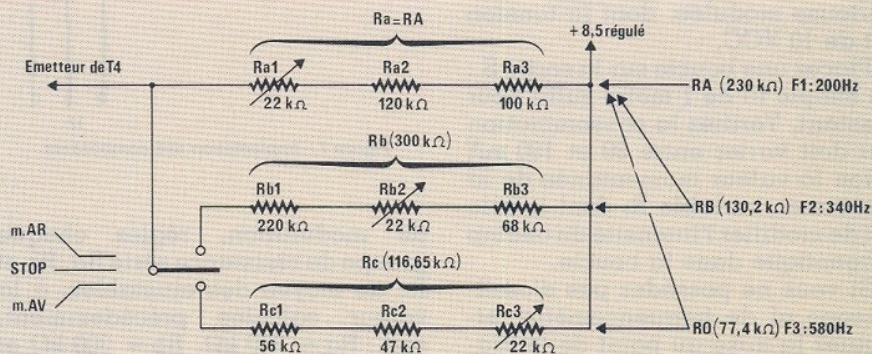 Ra=RA
+ 8,5 régulé
Emetteur de T4
Ra1
Ra2
Ra3
22 kΩ
120 kΩ
100 kΩ
RA (230 kΩ) F1:200Hz
Rb (300 kΩ)
Rb1
Rb2
Rb3
220 kΩ
22 kΩ
68 kΩ
RB (130,2 kΩ) F2:340Hz
m.AR
STOP
m.AV
Rc (116,65 kΩ)
Rc1
Rc2
Rc3
56 kΩ
47 kΩ
22 kΩ
RO (77,4 kΩ) F3:580Hz